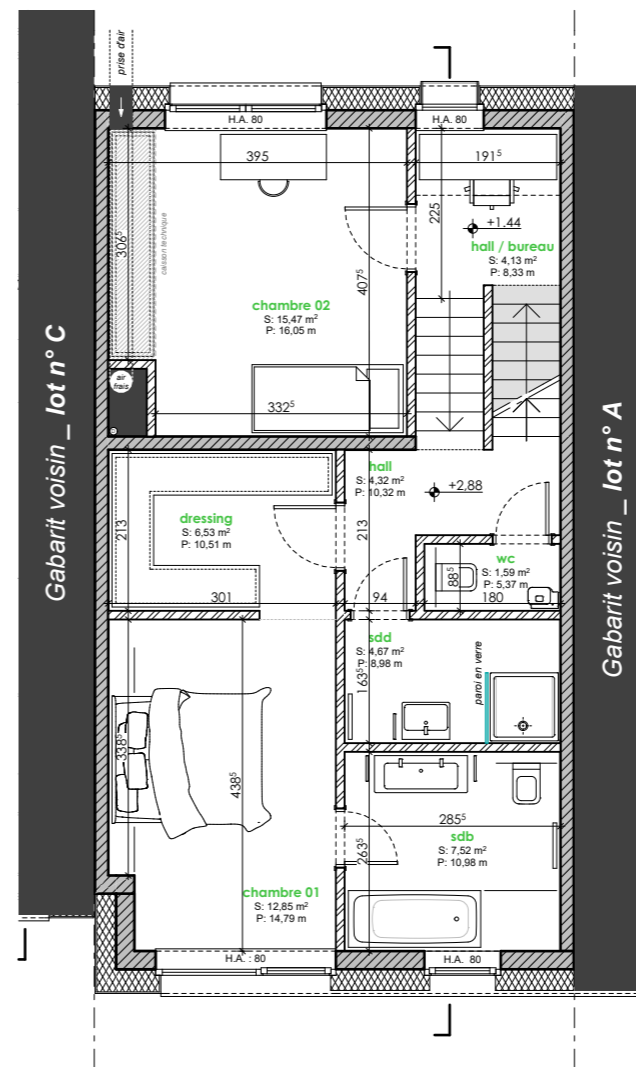 prise d'air
H.A. 80
H.A. 80
395
191⁵
225
306⁵
caisson technique
407⁵
+1.44
hall / bureau
S: 4,13 m²
P: 8,33 m
chambre 02
S: 15,47 m²
P: 16,05 m
air
frais
332⁵
Gabarit voisin _ lot n° C
Gabarit voisin _ lot n° A
hall
S: 4,32 m²
P: 10,32 m
+2,88
dressing
S: 6,53 m²
P: 10,51 m
213
213
wc
S: 1,59 m²
P: 5,37 m
88⁵
301
94
180
sdd
S: 4,67 m²
P: 8,98 m
163⁵
paroi en verre
338⁵
438⁵
285⁵
sdb
S: 7,52 m²
P: 10,98 m
263⁵
chambre 01
S: 12,85 m²
P: 14,79 m
H.A. : 80
H.A. 80